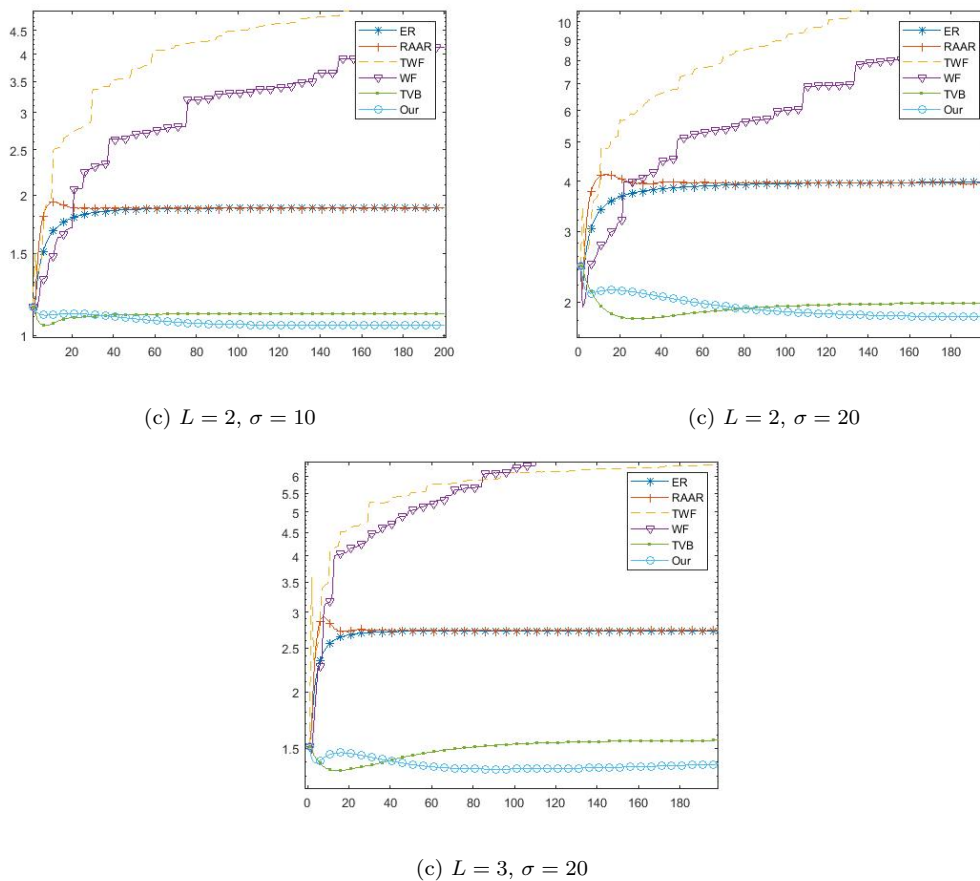 4.5
4
3.5
3
2.5
2
1.5
1
20 40 60 80 100 120 140 160 180 200
ER
RAAR
TWF
WF
TVB
Our
(c) L = 2, σ = 10
10
9
8
7
6
5
4
3
2
0 20 40 60 80 100 120 140 160 180
ER
RAAR
TWF
WF
TVB
Our
(c) L = 2, σ = 20
6
5.5
5
4.5
4
3.5
3
2.5
2
1.5
0 20 40 60 80 100 120 140 160 180
ER
RAAR
TWF
WF
TVB
Our
(c) L = 3, σ = 20